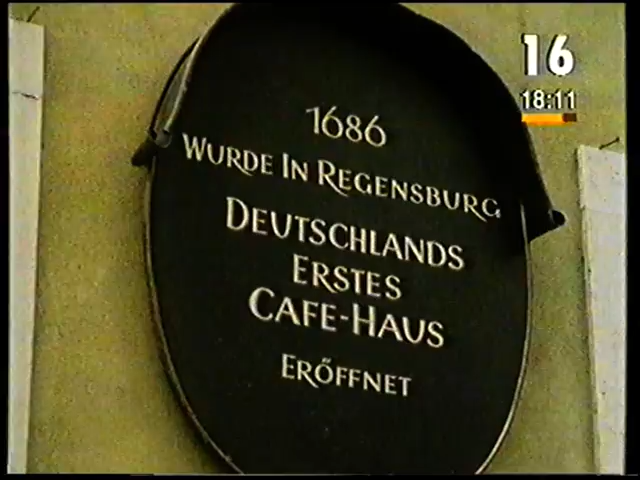 16
18:11
1686
WURDE IN REGENSBURG
DEUTSCHLANDS
ERSTES
CAFE-HAUS
ERÖFFNET